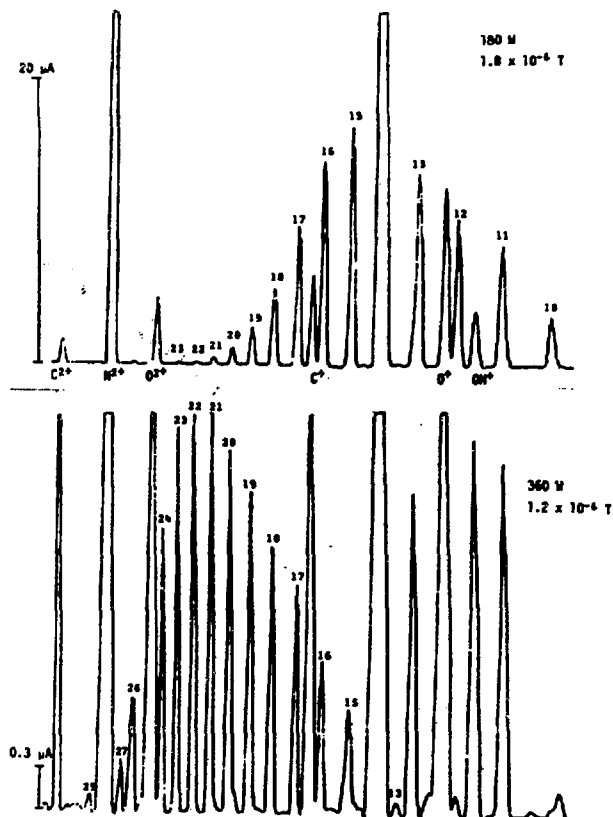 180 W
1.8 x 10⁻⁶ T
20 µA
15
16
13
17
12
11
18
19
10
20
21
22
23
C²⁺
N²⁺
O²⁺
C⁺
O⁺
OH⁺
23
22
21
20
360 W
1.2 x 10⁻⁶ T
19
24
18
17
16
26
15
0.3 µA
27
13